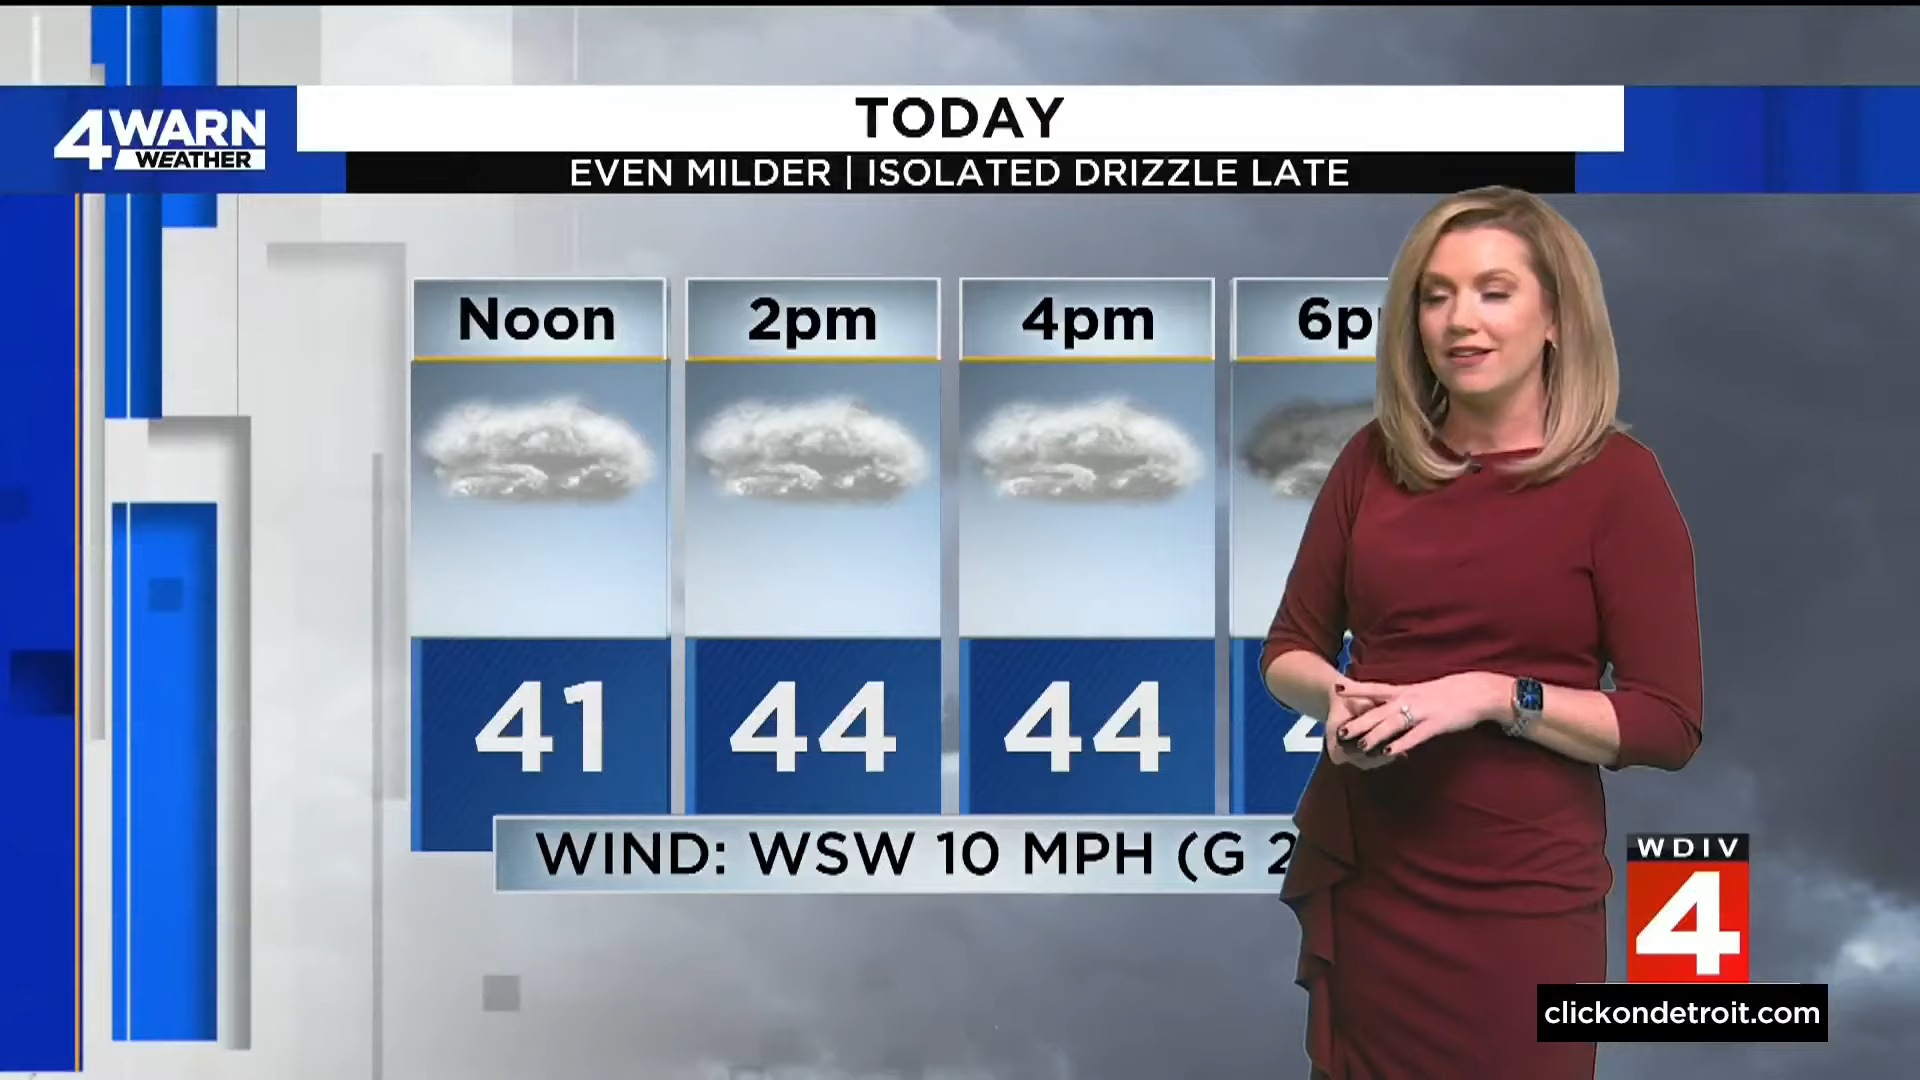 TODAY
4WARN
WEATHER
EVEN MILDER | ISOLATED DRIZZLE LATE
Noon
2pm
4pm
41
44
44
WIND: WSW 10 MPH (G
WDIV
4
clickondetroit.com